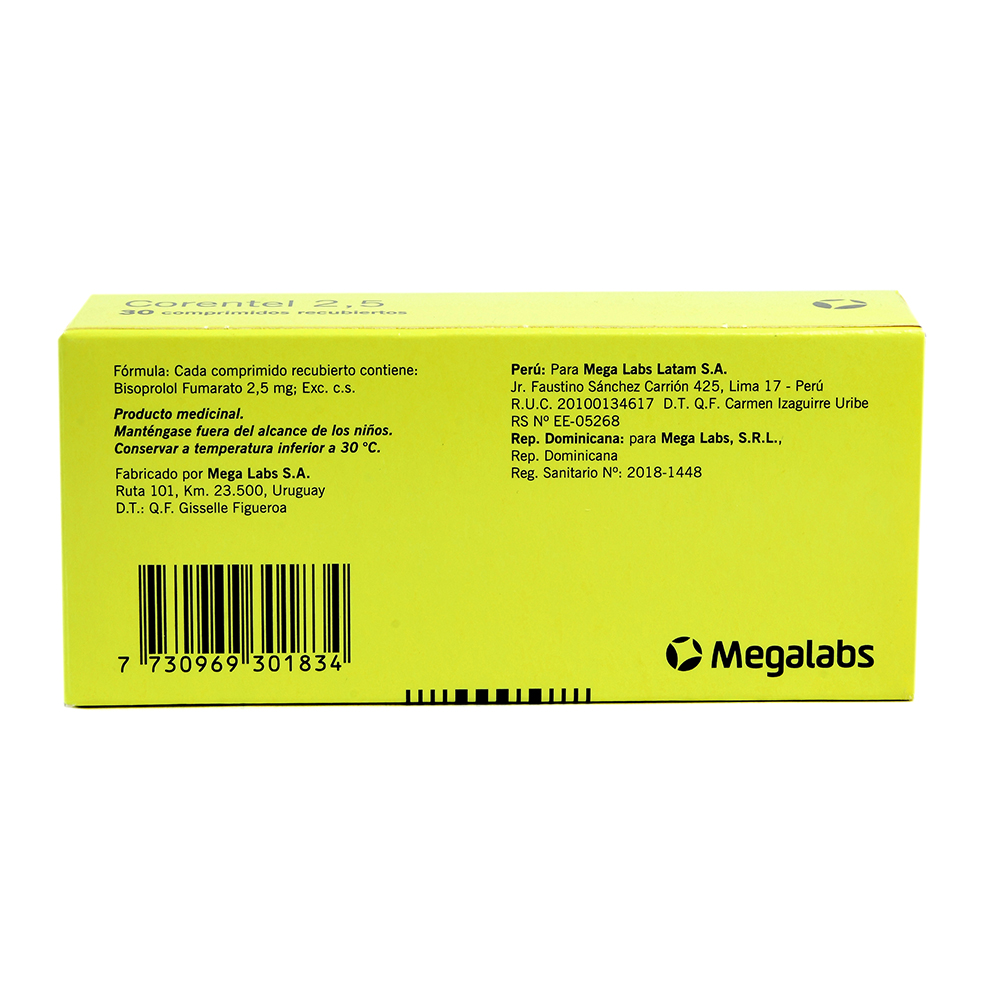 Corentel 2,5
30 comprimidos recubiertos
Fórmula: Cada comprimido recubierto contiene:
Bisoprolol Fumarato 2,5 mg; Exc. c.s.
Producto medicinal.
Manténgase fuera del alcance de los niños.
Conservar a temperatura inferior a 30 °C.
Fabricado por Mega Labs S.A.
Ruta 101, Km. 23.500, Uruguay
D.T.: Q.F. Gisselle Figueroa
7 730969 301834
Perú: Para Mega Labs Latam S.A.
Jr. Faustino Sánchez Carrión 425, Lima 17 - Perú
R.U.C. 20100134617 D.T. Q.F. Carmen Izaguirre Uribe
RS Nº EE-05268
Rep. Dominicana: para Mega Labs, S.R.L.,
Rep. Dominicana
Reg. Sanitario Nº: 2018-1448
Megalabs